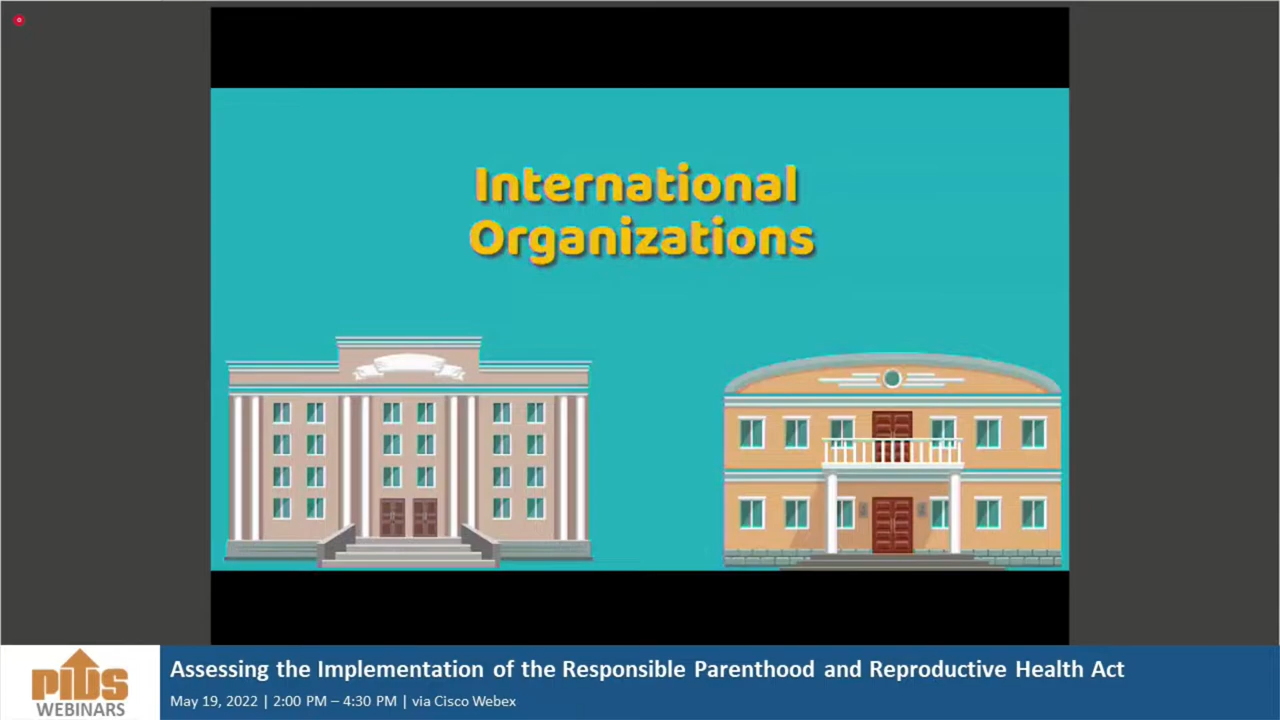 International
Organizations
PIDS
WEBINARS
Assessing the Implementation of the Responsible Parenthood and Reproductive Health Act
May 19, 2022 | 2:00 PM – 4:30 PM | via Cisco Webex